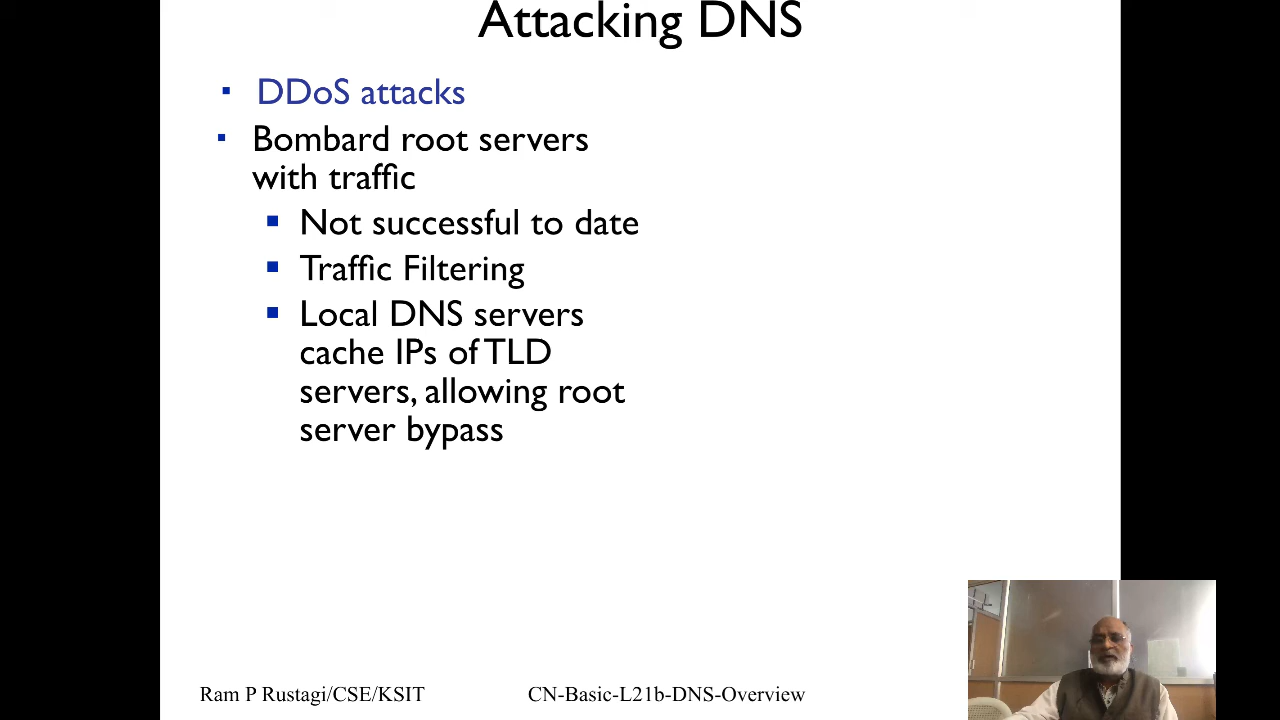 Attacking DNS
DDoS attacks
Bombard root servers
with traffic
Not successful to date
Traffic Filtering
Local DNS servers
cache IPs of TLD
servers, allowing root
server bypass
Ram P Rustagi/CSE/KSIT
CN-Basic-L21b-DNS-Overview